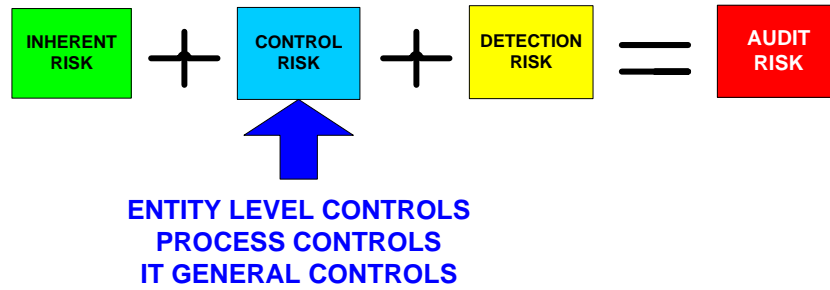 INHERENT
RISK
CONTROL
RISK
DETECTION
RISK
AUDIT
RISK
ENTITY LEVEL CONTROLS
PROCESS CONTROLS
IT GENERAL CONTROLS